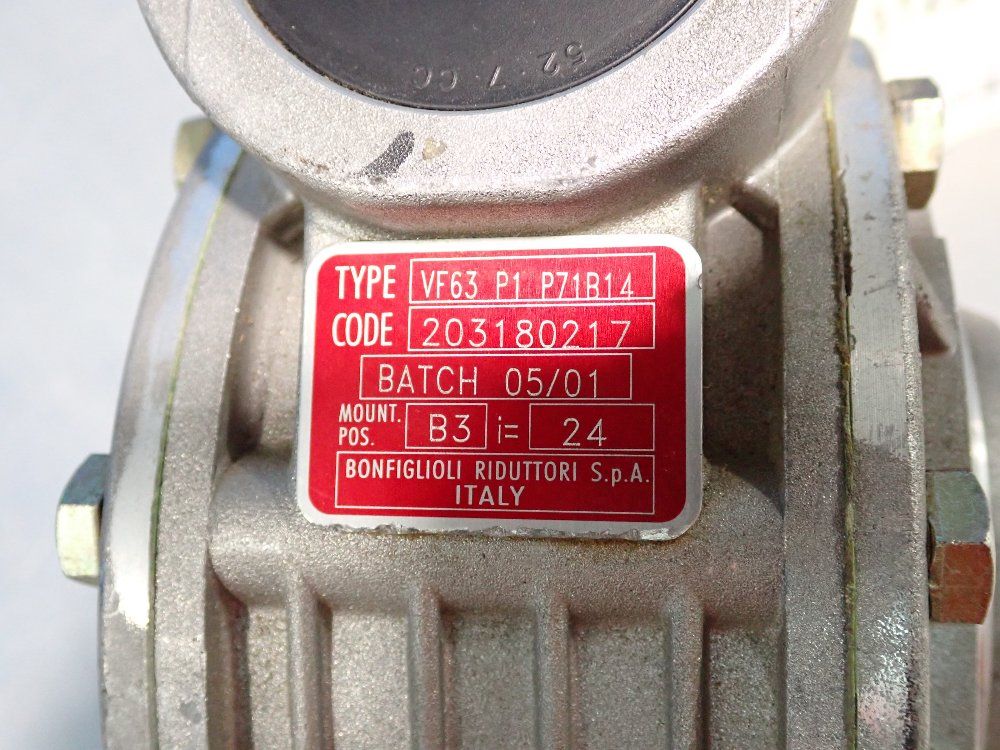 52·7·CC
TYPE VF63 P1 P71B14
CODE 203180217
BATCH 05/01
MOUNT. POS. B3 i= 24
BONFIGLIOLI RIDUTTORI S.p.A.
ITALY